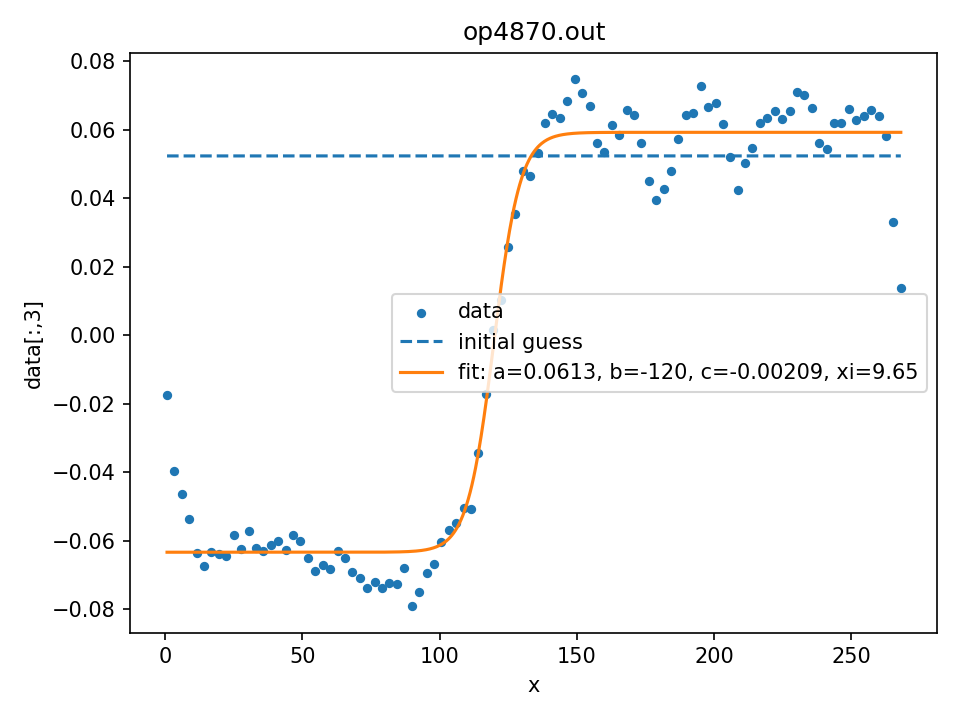 op4870.out
0.08
0.06
0.04
0.02
0.00
−0.02
−0.04
−0.06
−0.08
data[:,3]
data
initial guess
fit: a=0.0613, b=-120, c=-0.00209, xi=9.65
0 50 100 150 200 250
x